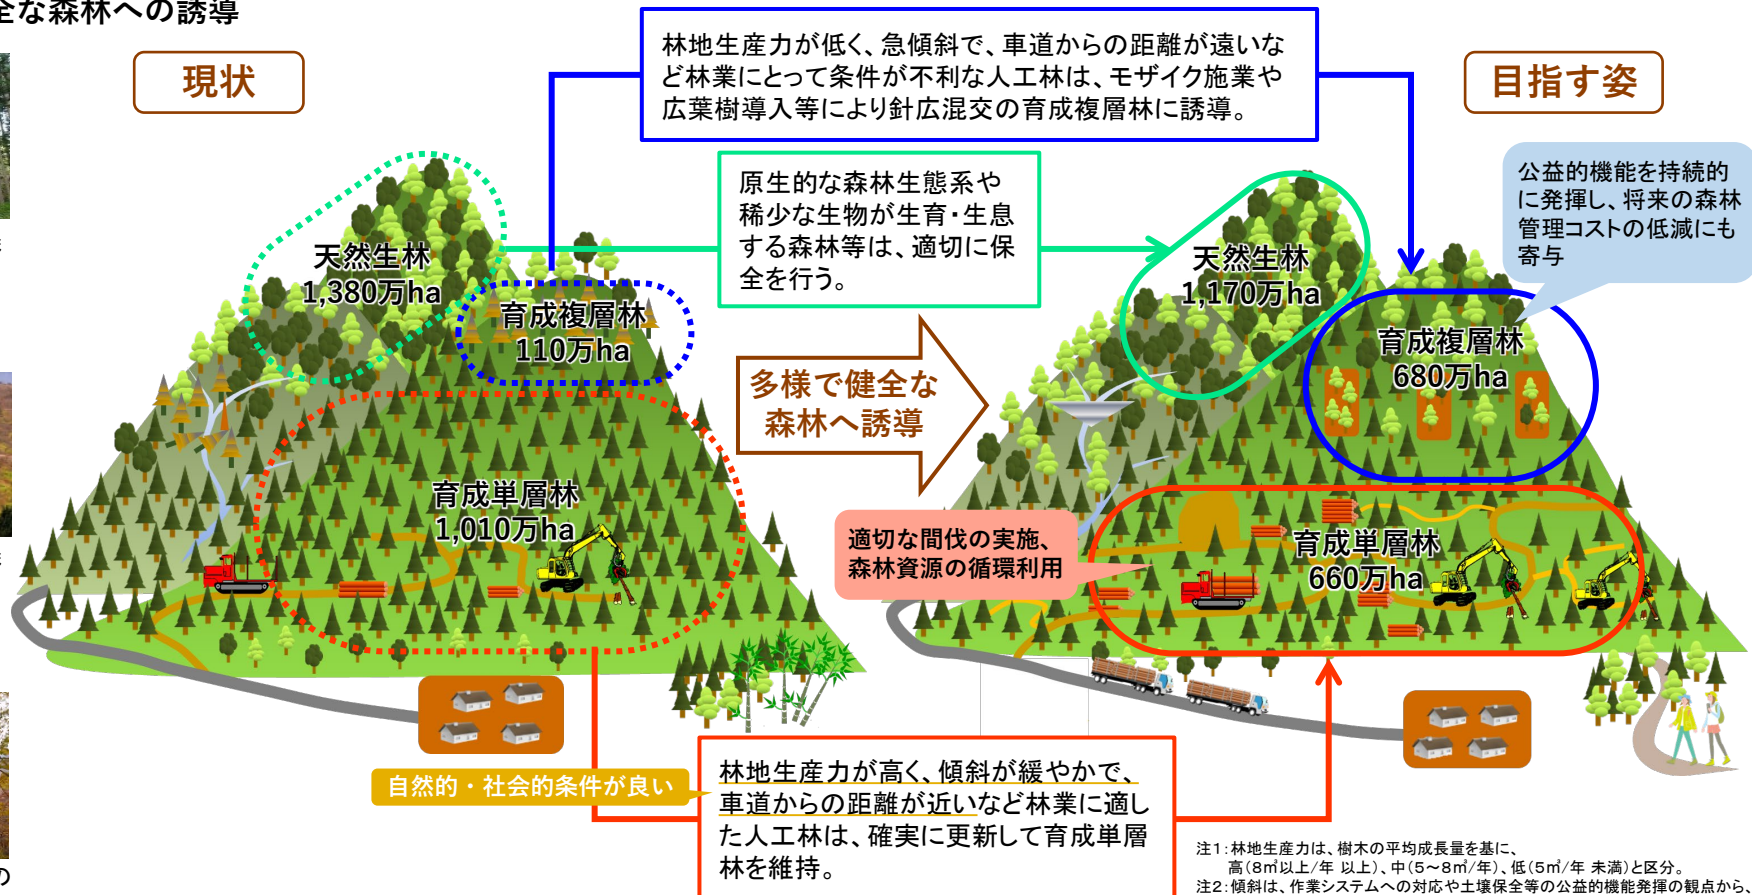 全な森林への誘導
現状
林地生産力が低く、急傾斜で、車道からの距離が遠いな
ど林業にとって条件が不利な人工林は、モザイク施業や
広葉樹導入等により針広混交の育成複層林に誘導。
目指す姿
原生的な森林生態系や
稀少な生物が生育・生息
する森林等は、適切に保
全を行う。
公益的機能を持続的
に発揮し、将来の森林
管理コストの低減にも
寄与
天然生林
1,380万ha
育成複層林
110万ha
育成単層林
1,010万ha
多様で健全な
森林へ誘導
天然生林
1,170万ha
育成複層林
680万ha
適切な間伐の実施、
森林資源の循環利用
育成単層林
660万ha
自然的・社会的条件が良い
林地生産力が高く、傾斜が緩やかで、
車道からの距離が近いなど林業に適し
た人工林は、確実に更新して育成単層
林を維持。
注1：林地生産力は、樹木の平均成長量を基に、
高(8㎥以上/年 以上)、中(5～8㎥/年)、低(5㎥/年 未満)と区分。
注2：傾斜は、作業システムへの対応や土壌保全等の公益的機能発揮の観点から、
の